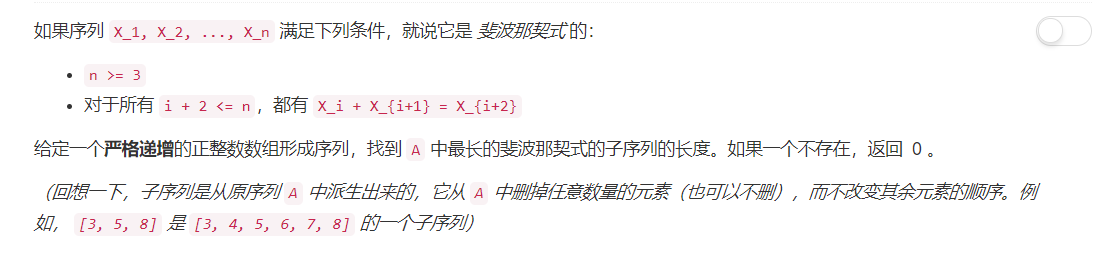 如果序列 X_1, X_2, ..., X_n 满足下列条件，就说它是 斐波那契式 的：
n >= 3
对于所有 i + 2 <= n，都有 X_i + X_{i+1} = X_{i+2}
给定一个严格递增的正整数数组形成序列，找到 A 中最长的斐波那契式的子序列的长度。如果一个不存在，返回 0 。
（回想一下，子序列是从原序列 A 中派生出来的，它从 A 中删掉任意数量的元素（也可以不删），而不改变其余元素的顺序。例
如， [3, 5, 8] 是 [3, 4, 5, 6, 7, 8] 的一个子序列）